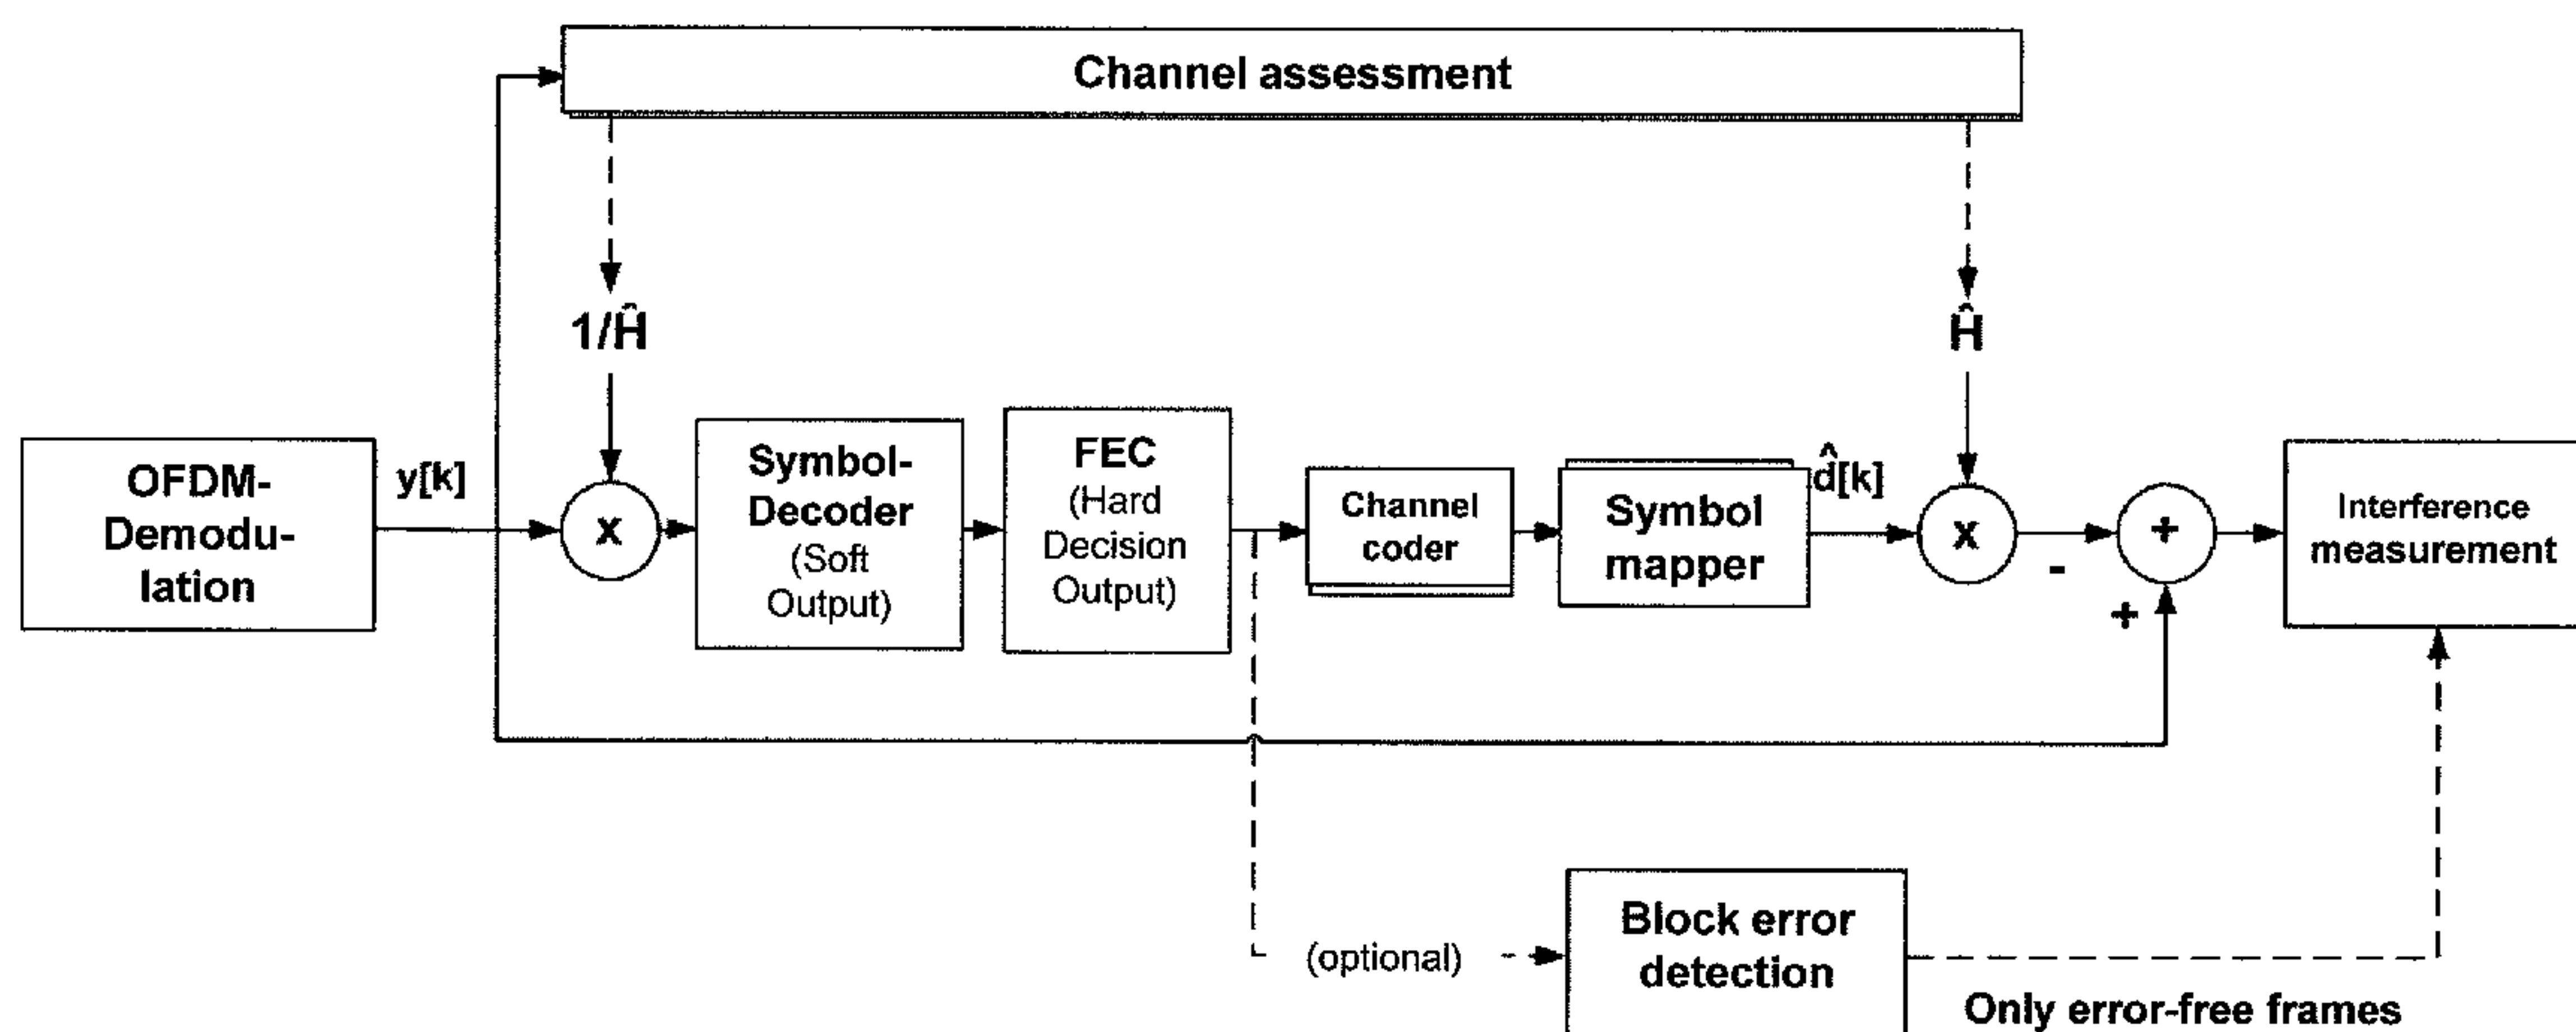 Channel assessment
1/Ĥ
Ĥ
OFDM-
Demodu-
lation
y[k]
x
Symbol-
Decoder
(Soft
Output)
FEC
(Hard
Decision
Output)
Channel
coder
Symbol
mapper
d̂[k]
x
-
+
+
Interference
measurement
(optional)
Block error
detection
Only error-free frames